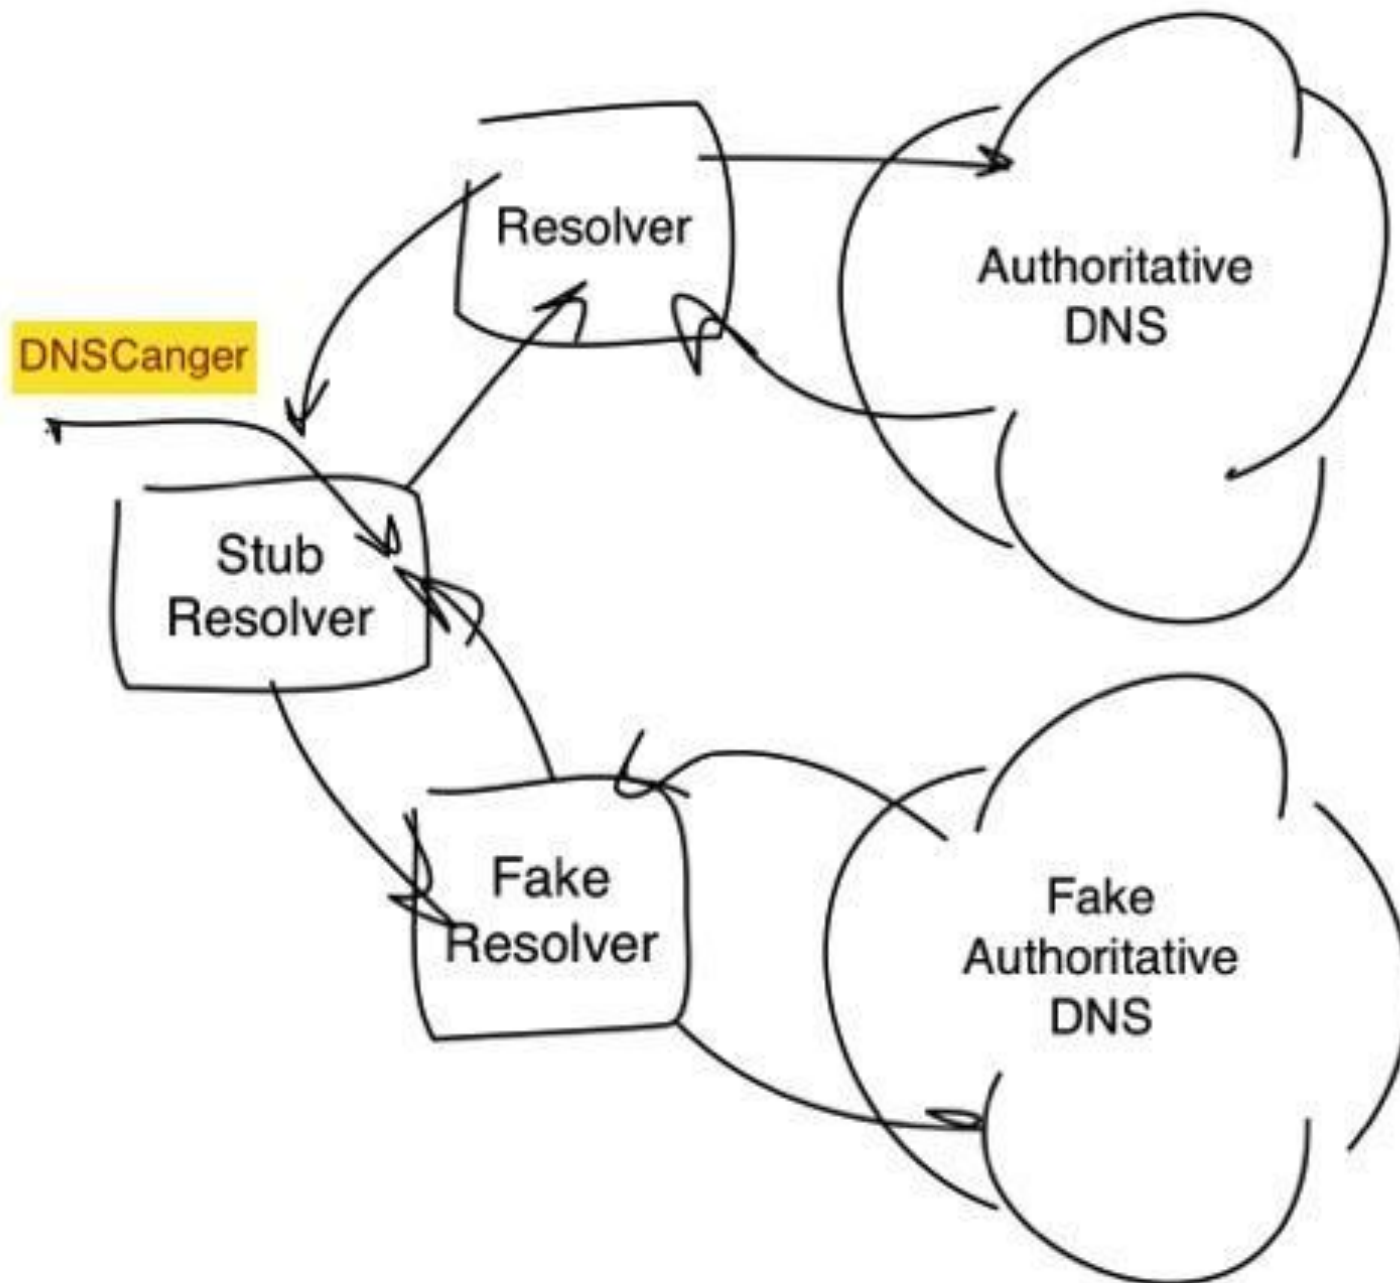 Resolver
Authoritative
DNS
DNSCanger
Stub
Resolver
Fake
Resolver
Fake
Authoritative
DNS